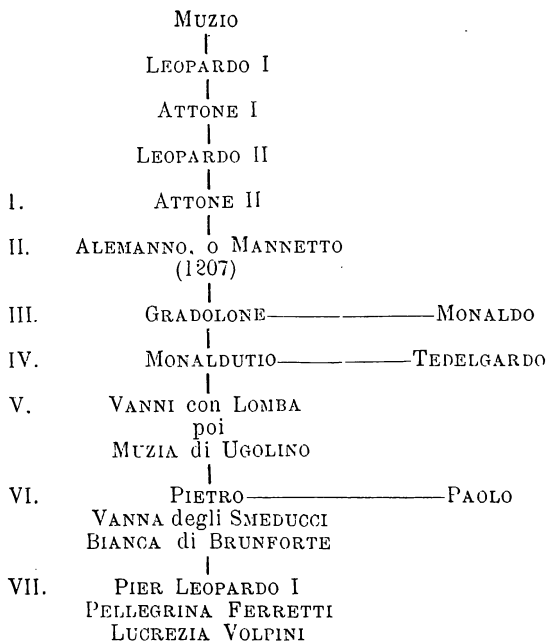 MUZIO
LEOPARDO I
ATTONE I
LEOPARDO II
I. ATTONE II
II. ALEMANNO, O MANNETTO
(1207)
III. GRADOLONE MONALDO
IV. MONALDUTIO TEDELGARDO
V. VANNI con LOMBA
poi
MUZIA di UGOLINO
VI. PIETRO PAOLO
VANNA degli SMEDUCCI
BIANCA di BRUNFORTE
VII. PIER LEOPARDO I
PELLEGRINA FERRETTI
LUCREZIA VOLPINI